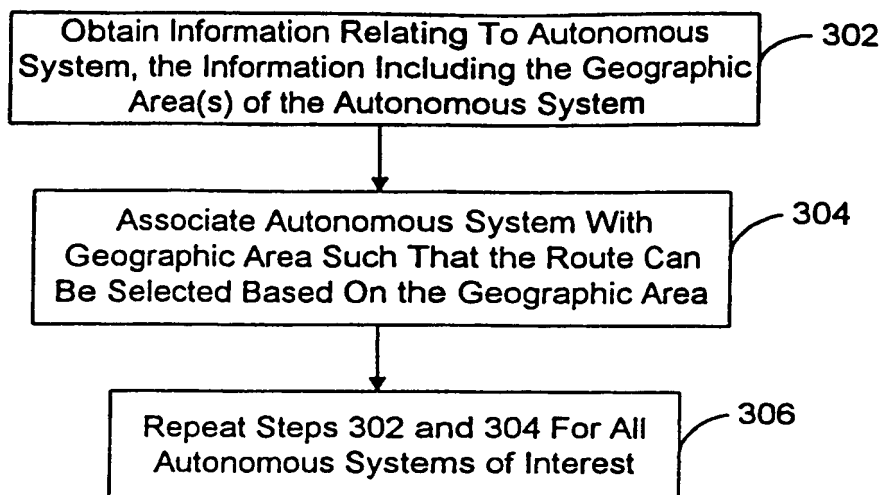 Obtain Information Relating To Autonomous
System, the Information Including the Geographic
Area(s) of the Autonomous System
302
Associate Autonomous System With
Geographic Area Such That the Route Can
Be Selected Based On the Geographic Area
304
Repeat Steps 302 and 304 For All
Autonomous Systems of Interest
306